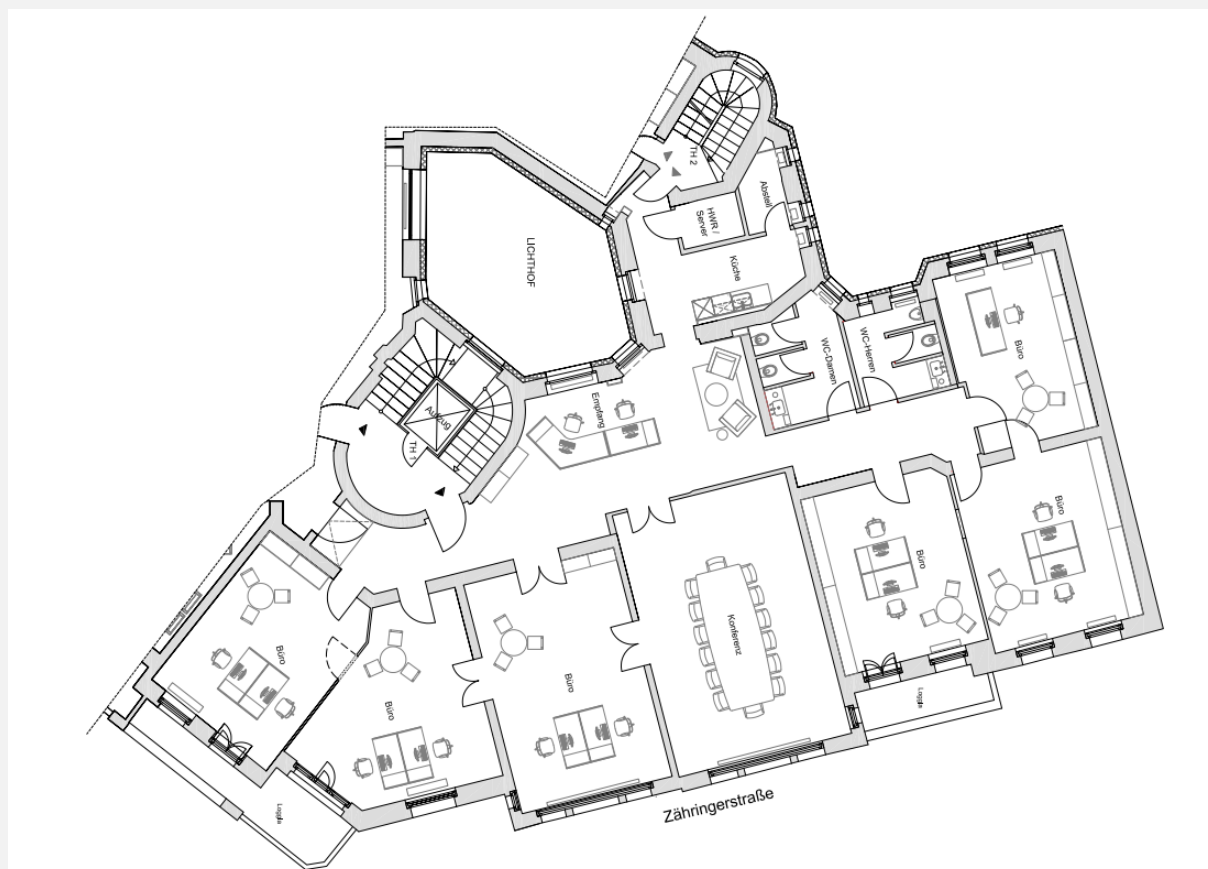 TH 2
Abstell
HWR /
Server
LICHTHOF
Küche
WC-Damen
WC-Herren
Büro
Empfang
Aufzug
TH 1
Büro
Büro
Büro
Konferenz
Büro
Büro
Büro
Loggia
Loggia
Zähringerstraße